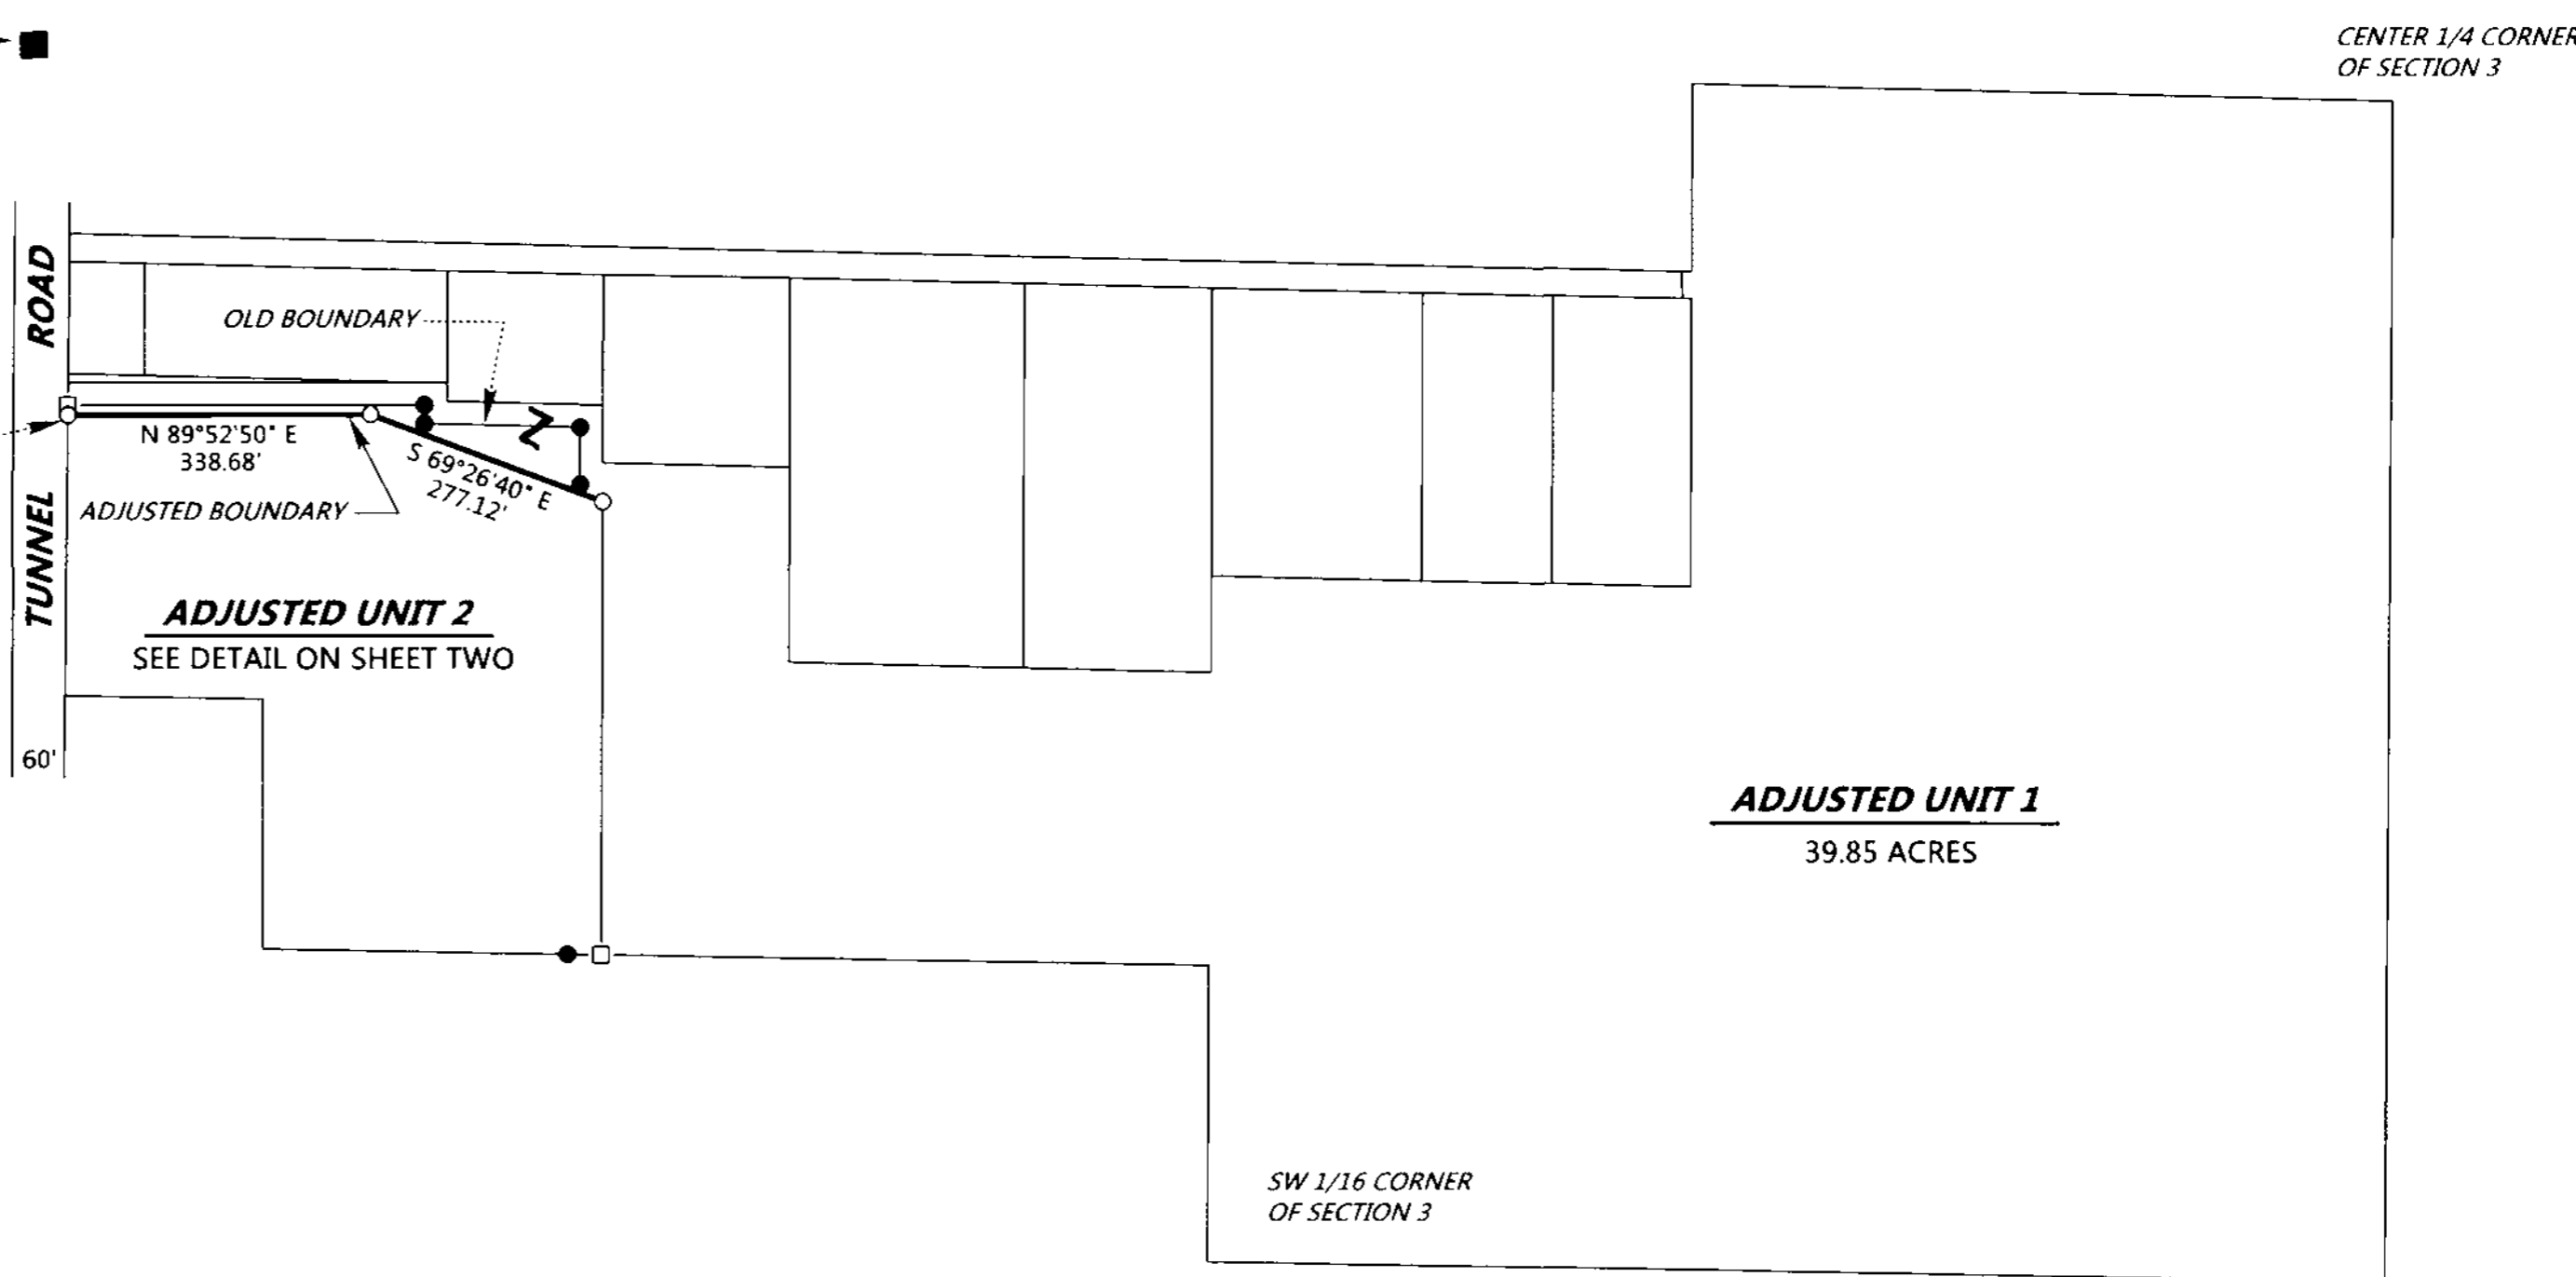 CENTER 1/4 CORNER
OF SECTION 3
TUNNEL ROAD
OLD BOUNDARY
N 89°52'50" E
338.68'
S 69°26'40" E
277.12'
ADJUSTED BOUNDARY
ADJUSTED UNIT 2
SEE DETAIL ON SHEET TWO
60'
ADJUSTED UNIT 1
39.85 ACRES
SW 1/16 CORNER
OF SECTION 3